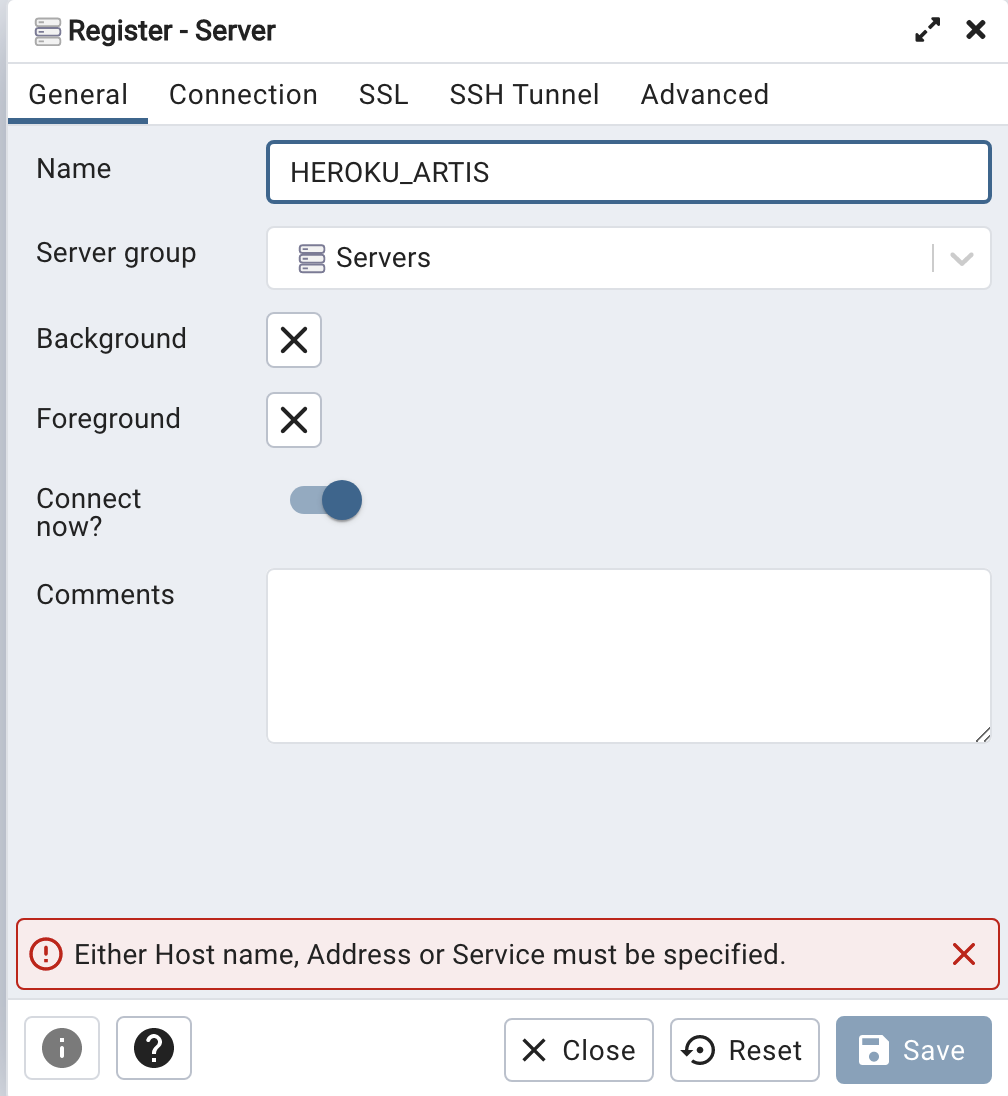 Register - Server
General Connection SSL SSH Tunnel Advanced
Name HEROKU_ARTIS
Server group Servers
Background
Foreground
Connect
now?
Comments
Either Host name, Address or Service must be specified.
Close Reset Save